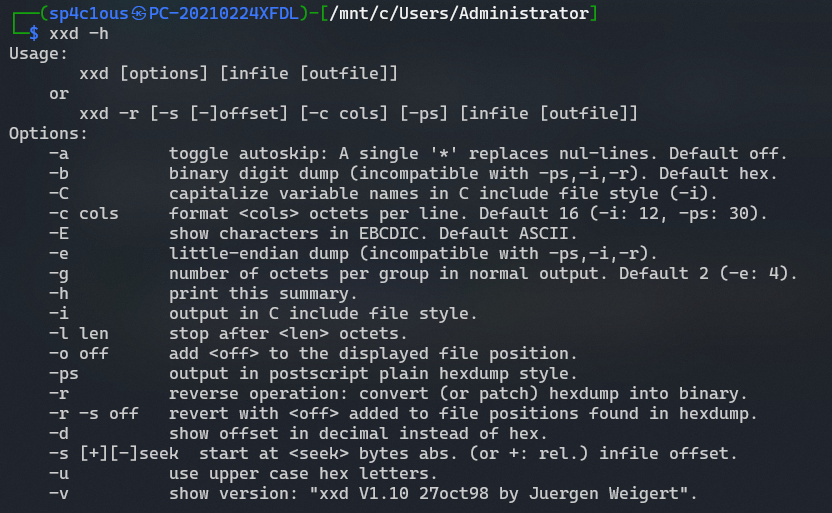 ┌──(sp4c1ous㉿PC-20210224XFDL)-[/mnt/c/Users/Administrator]
└─$ xxd -h
Usage:
       xxd [options] [infile [outfile]]
    or
       xxd -r [-s [-]offset] [-c cols] [-ps] [infile [outfile]]
Options:
    -a          toggle autoskip: A single '*' replaces nul-lines. Default off.
    -b          binary digit dump (incompatible with -ps,-i,-r). Default hex.
    -C          capitalize variable names in C include file style (-i).
    -c cols     format <cols> octets per line. Default 16 (-i: 12, -ps: 30).
    -E          show characters in EBCDIC. Default ASCII.
    -e          little-endian dump (incompatible with -ps,-i,-r).
    -g          number of octets per group in normal output. Default 2 (-e: 4).
    -h          print this summary.
    -i          output in C include file style.
    -l len      stop after <len> octets.
    -o off      add <off> to the displayed file position.
    -ps         output in postscript plain hexdump style.
    -r          reverse operation: convert (or patch) hexdump into binary.
    -r -s off   revert with <off> added to file positions found in hexdump.
    -d          show offset in decimal instead of hex.
    -s [+][-]seek  start at <seek> bytes abs. (or +: rel.) infile offset.
    -u          use upper case hex letters.
    -v          show version: "xxd V1.10 27oct98 by Juergen Weigert".